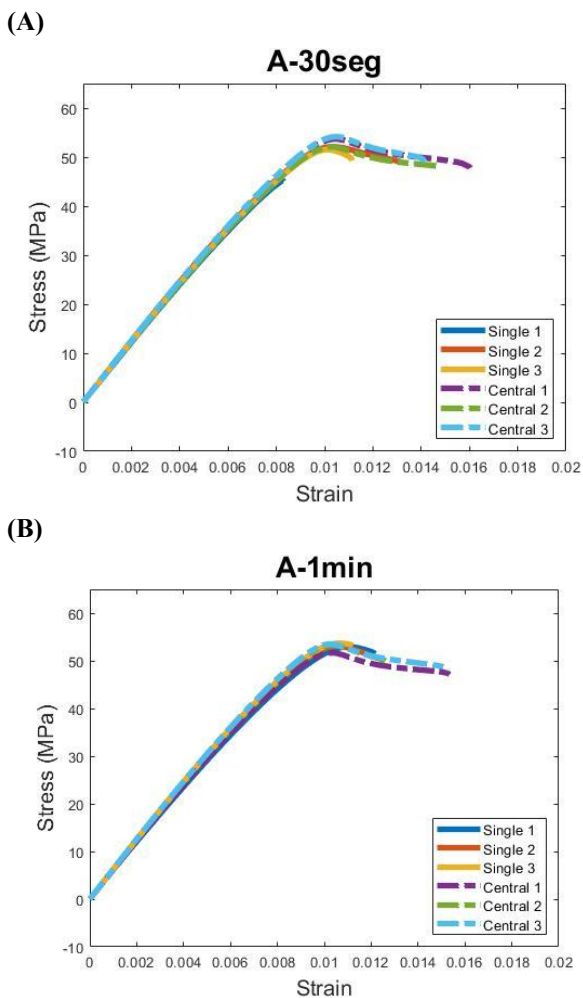 (A)
A-30seg
60
50
40
30
20
10
0
-10
Stress (MPa)
Single 1
Single 2
Single 3
Central 1
Central 2
Central 3
0 0.002 0.004 0.006 0.008 0.01 0.012 0.014 0.016 0.018 0.02
Strain
(B)
A-1min
60
50
40
30
20
10
0
-10
Stress (MPa)
Single 1
Single 2
Single 3
Central 1
Central 2
Central 3
0 0.002 0.004 0.006 0.008 0.01 0.012 0.014 0.016 0.018 0.02
Strain